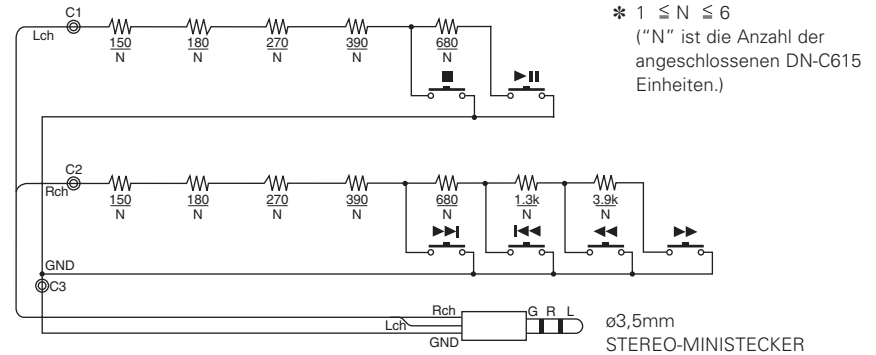 C1
Lch
150 180 270 390 680
N N N N N
✱ 1 ≦ N ≦ 6
(“N” ist die Anzahl der
angeschlossenen DN-C615
Einheiten.)
C2
Rch
150 180 270 390 680 1.3k 3.9k
N N N N N N N
GND
C3
Rch
Lch
GND
G R L
ø3,5mm
STEREO-MINISTECKER